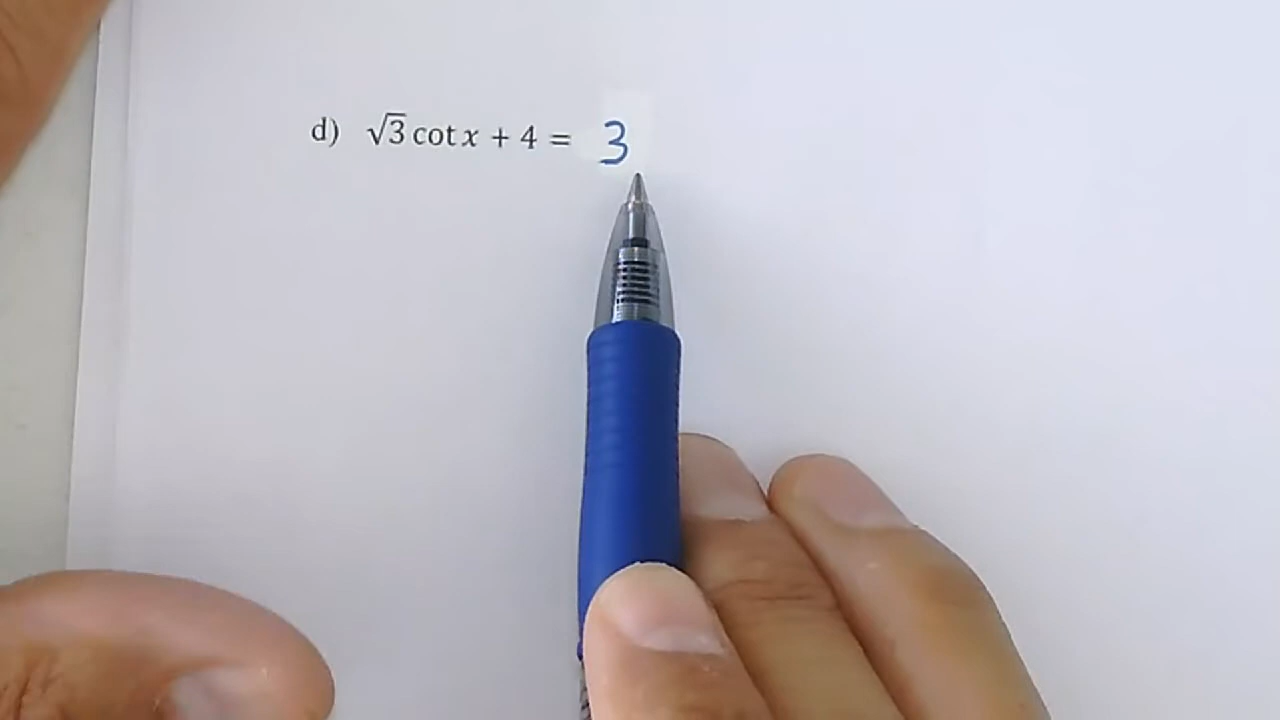 d) √3 cot x + 4 = 3